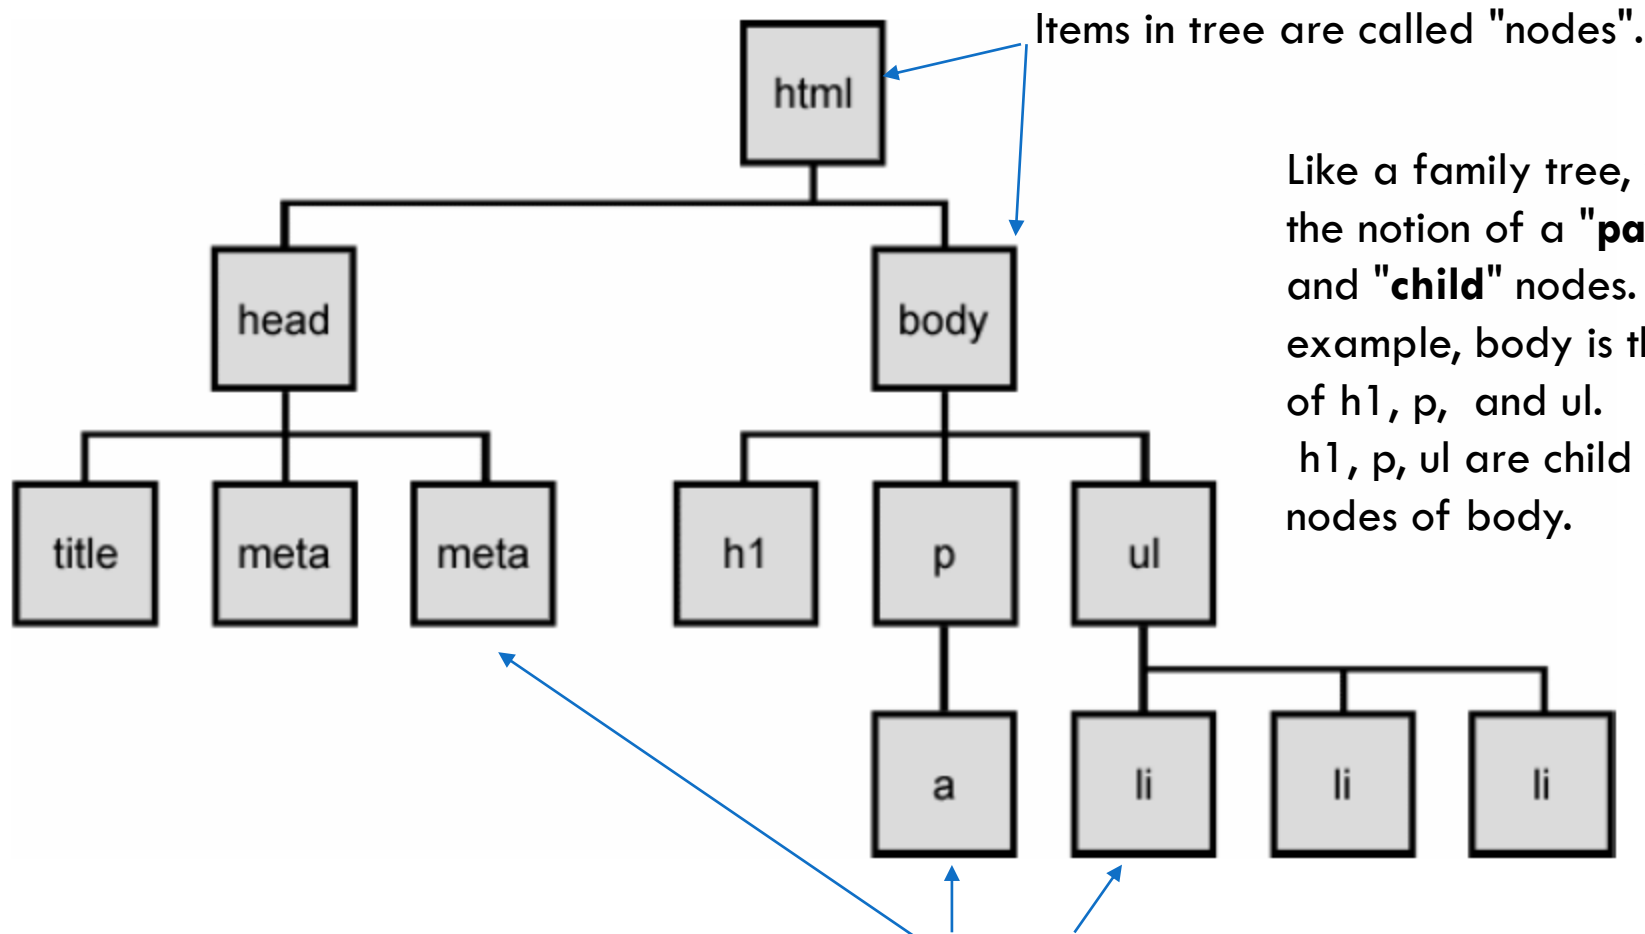 Items in tree are called "nodes".
html
Like a family tree,
the notion of a "pa
and "child" nodes.
example, body is t
of h1, p, and ul.
h1, p, ul are child
nodes of body.
head
body
title
meta
meta
h1
p
ul
a
li
li
li